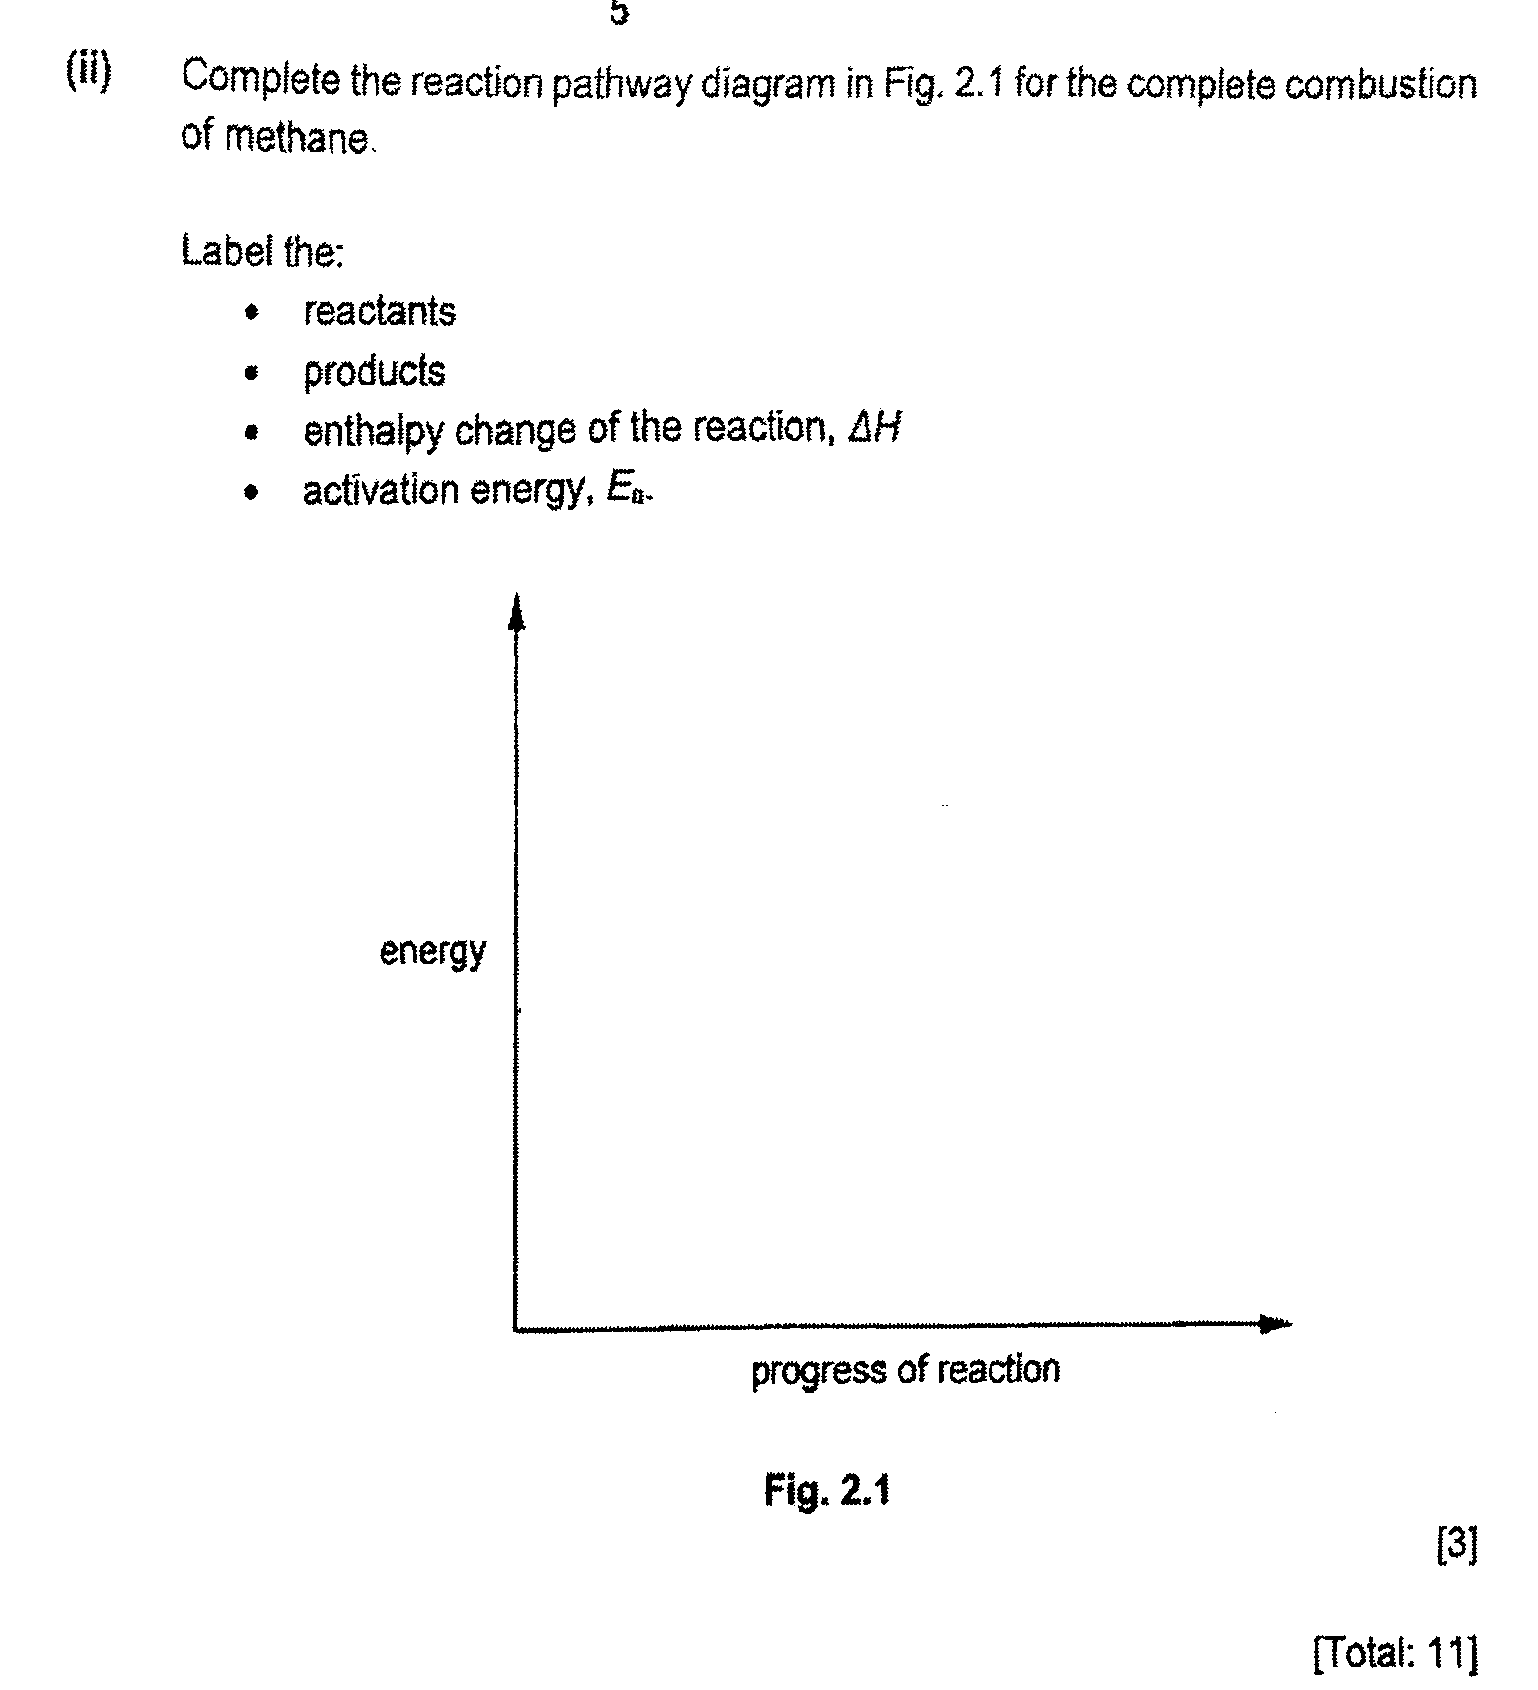 5
(ii) Complete the reaction pathway diagram in Fig. 2.1 for the complete combustion
of methane.
Label the:
• reactants
• products
• enthalpy change of the reaction, ΔH
• activation energy, Eₐ.
energy
progress of reaction
Fig. 2.1
[3]
[Total: 11]